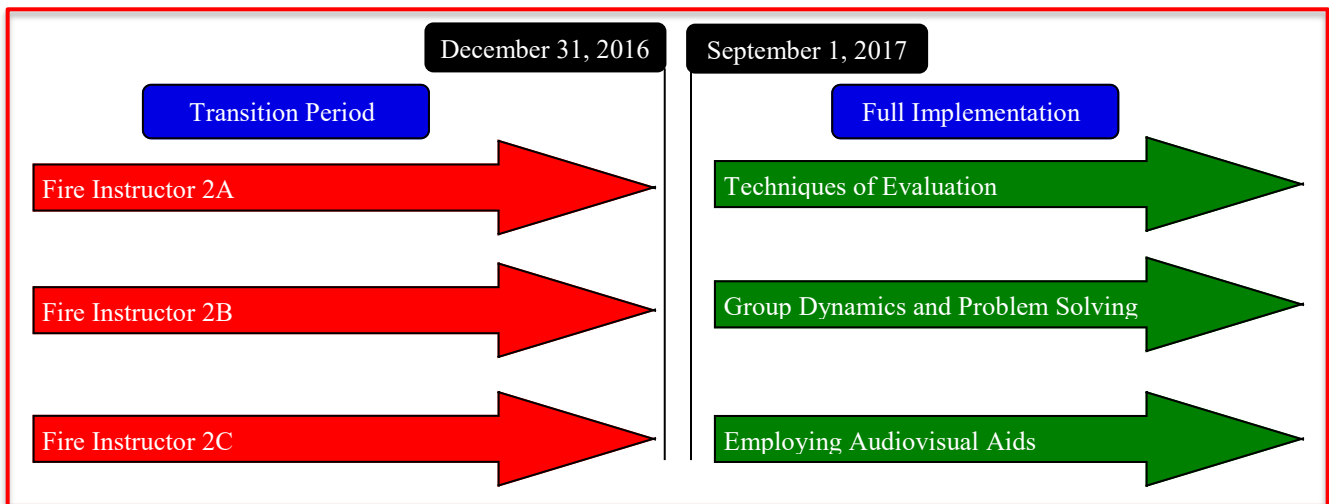 December 31, 2016
September 1, 2017
Transition Period
Full Implementation
Fire Instructor 2A
Techniques of Evaluation
Fire Instructor 2B
Group Dynamics and Problem Solving
Fire Instructor 2C
Employing Audiovisual Aids